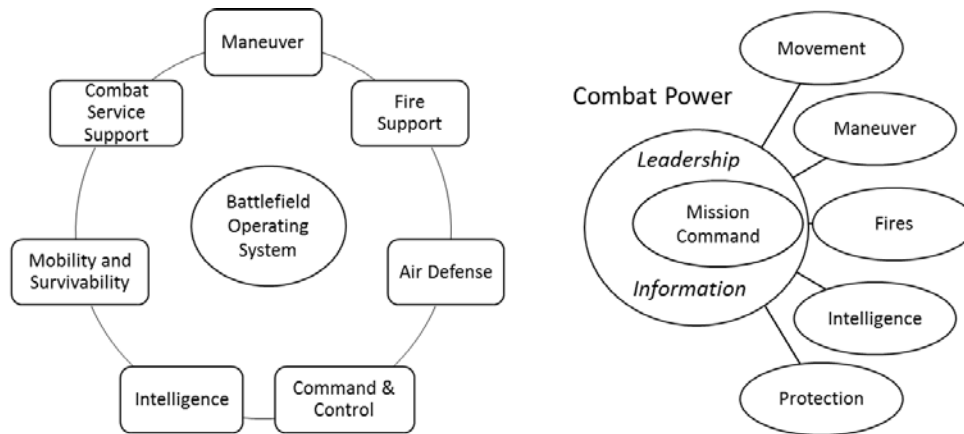 Maneuver
Combat
Service
Support
Fire
Support
Battlefield
Operating
System
Mobility and
Survivability
Air Defense
Intelligence
Command &
Control
Combat Power
Movement
Maneuver
Leadership
Mission
Command
Fires
Information
Intelligence
Protection